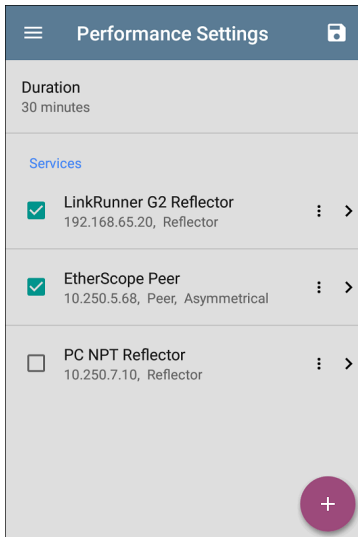 Performance Settings
Duration
30 minutes
Services
LinkRunner G2 Reflector
192.168.65.20, Reflector
EtherScope Peer
10.250.5.68, Peer, Asymmetrical
PC NPT Reflector
10.250.7.10, Reflector